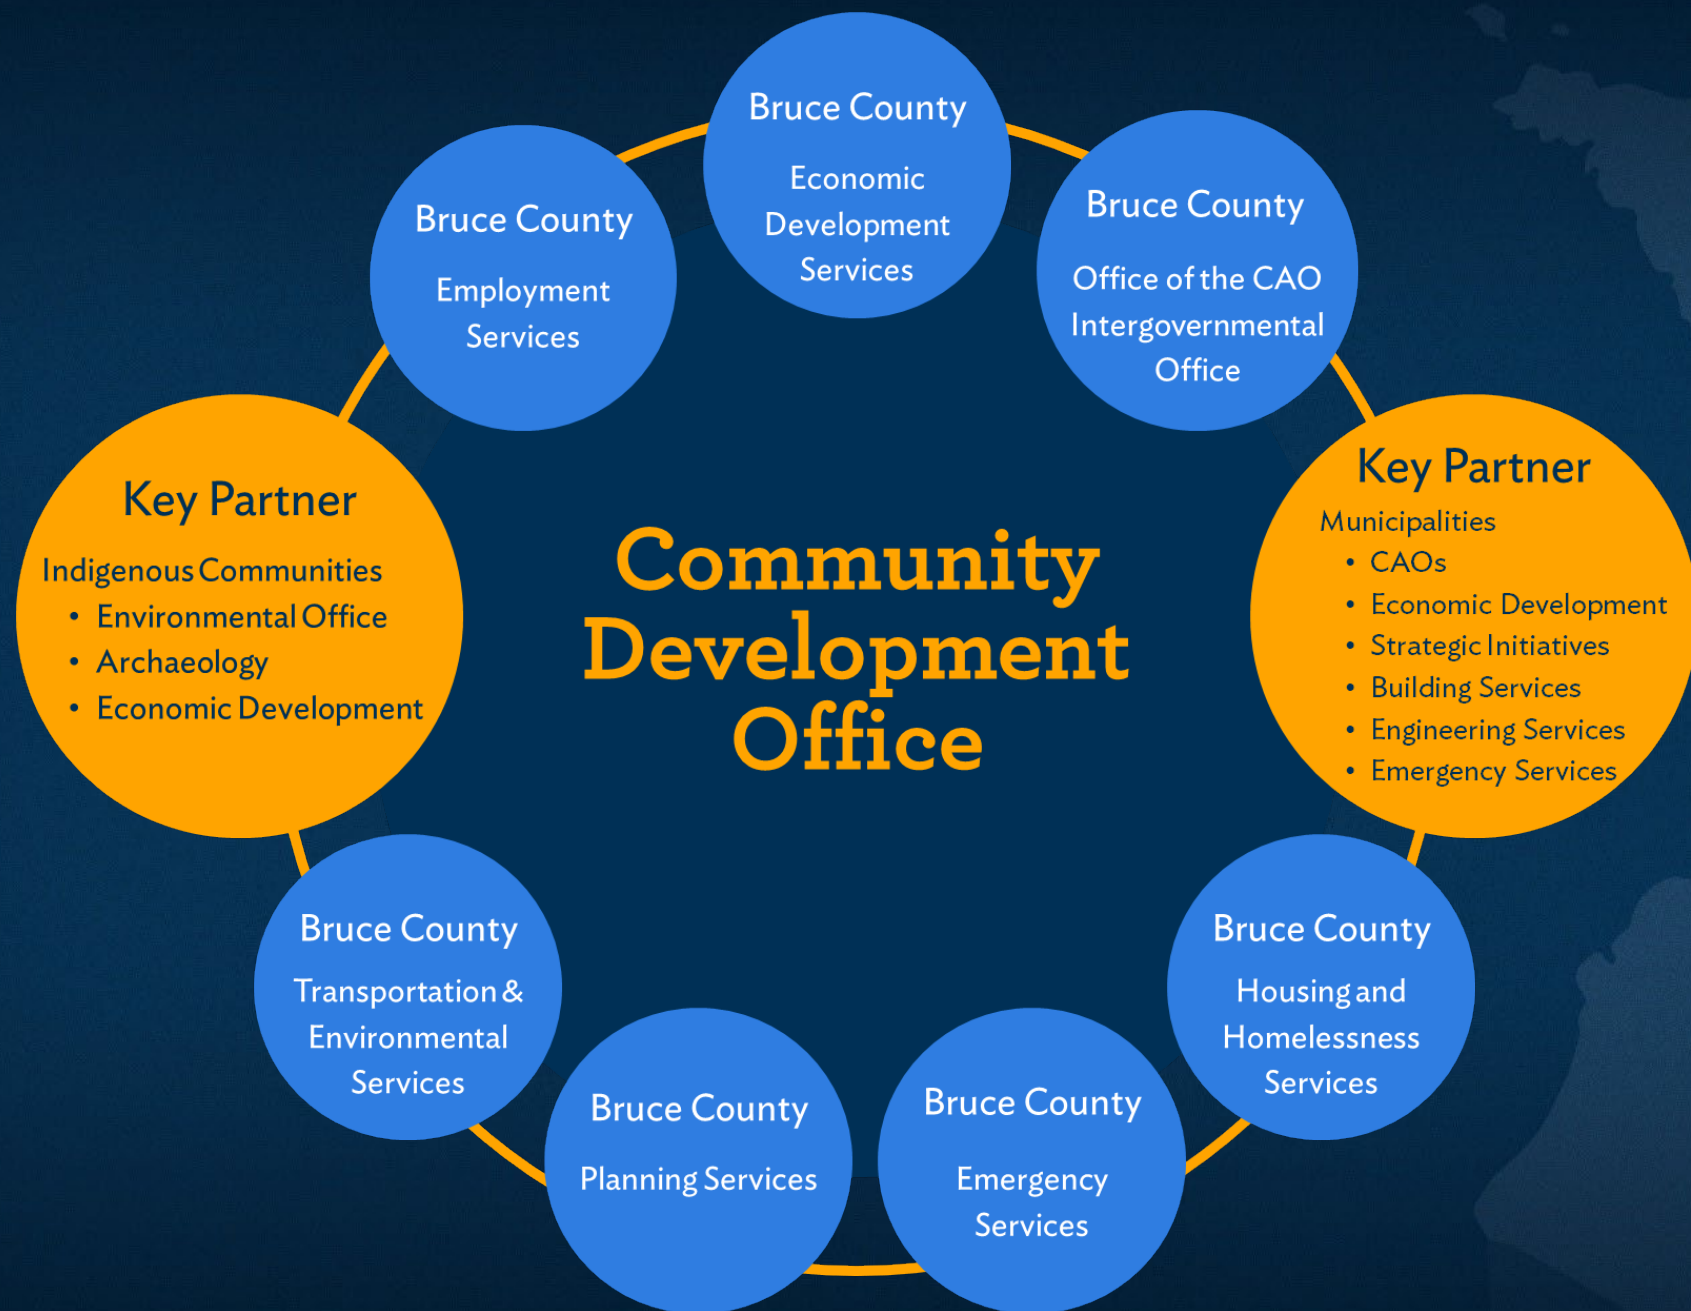 Bruce County
Economic
Development
Services
Bruce County
Office of the CAO
Intergovernmental
Office
Key Partner
Municipalities
• CAOs
• Economic Development
• Strategic Initiatives
• Building Services
• Engineering Services
• Emergency Services
Bruce County
Housing and
Homelessness
Services
Bruce County
Emergency
Services
Bruce County
Planning Services
Bruce County
Transportation &
Environmental
Services
Key Partner
Indigenous Communities
• Environmental Office
• Archaeology
• Economic Development
Bruce County
Employment
Services
Community
Development
Office